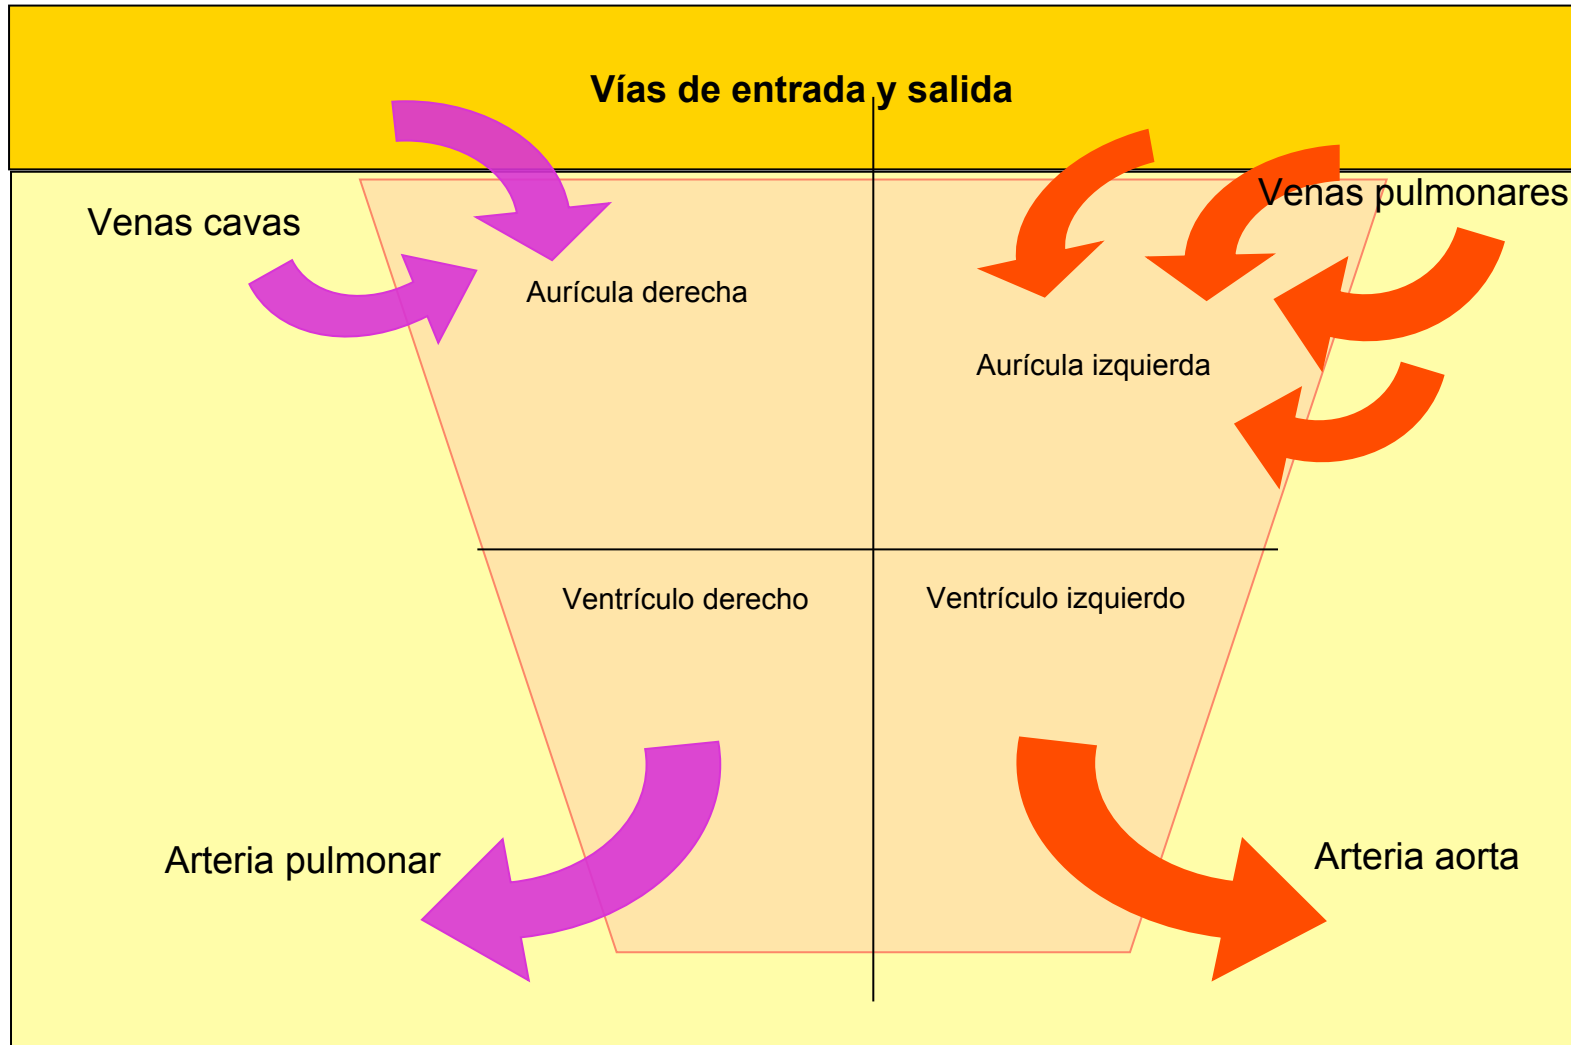 Vías de entrada y salida
Venas pulmonares
Venas cavas
Aurícula derecha
Aurícula izquierda
Ventrículo derecho
Ventrículo izquierdo
Arteria pulmonar
Arteria aorta